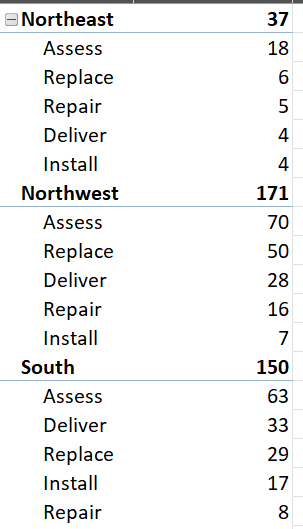 Northeast 37
Assess 18
Replace 6
Repair 5
Deliver 4
Install 4
Northwest 171
Assess 70
Replace 50
Deliver 28
Repair 16
Install 7
South 150
Assess 63
Deliver 33
Replace 29
Install 17
Repair 8